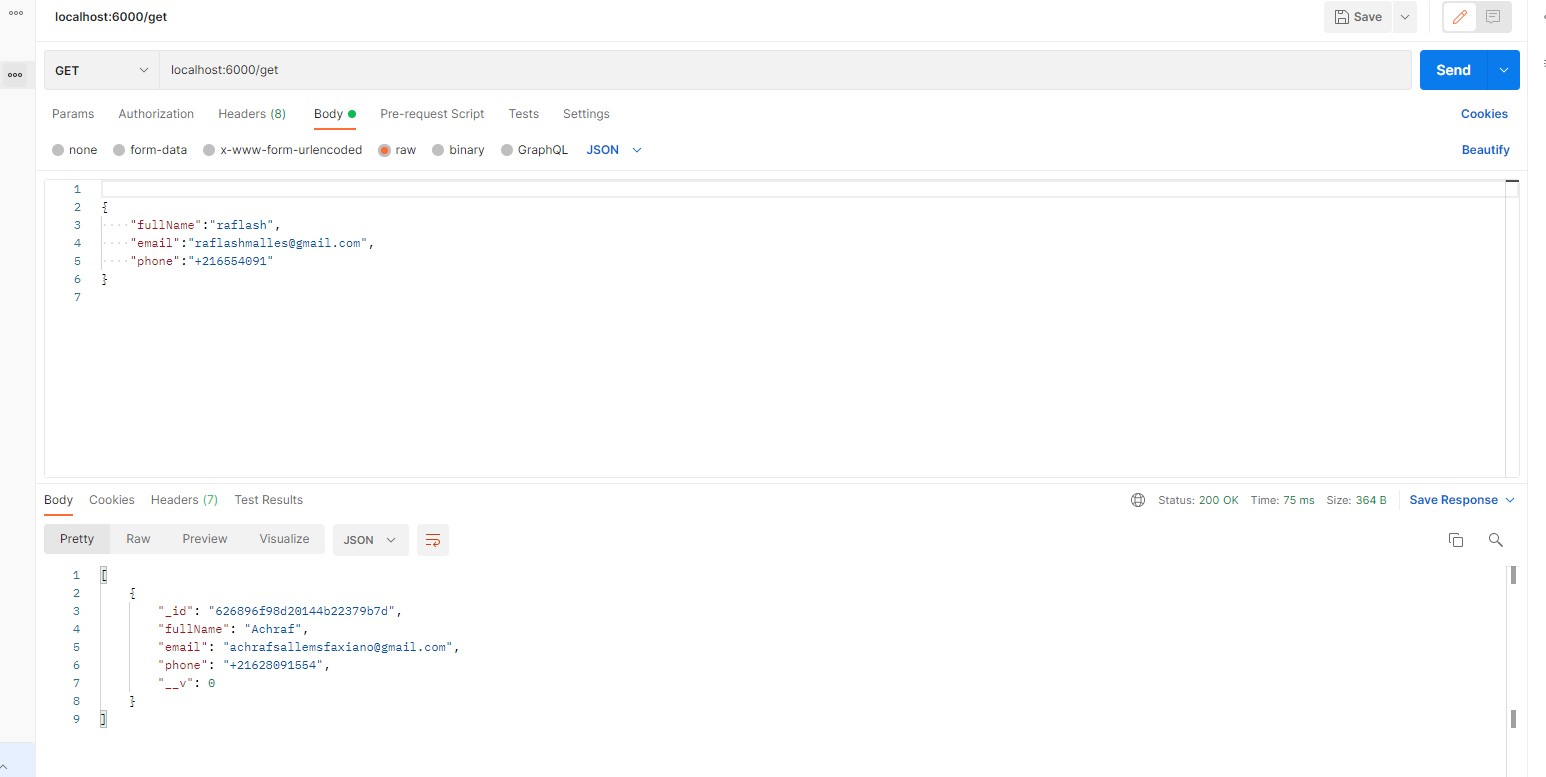 localhost:6000/get
Save
GET localhost:6000/get Send
Params Authorization Headers (8) Body Pre-request Script Tests Settings Cookies
none form-data x-www-form-urlencoded raw binary GraphQL JSON Beautify
1
2 {
3 "fullName":"raflash",
4 "email":"raflashmalles@gmail.com",
5 "phone":"+216554091"
6 }
7
Body Cookies Headers (7) Test Results Status: 200 OK Time: 75 ms Size: 364 B Save Response
Pretty Raw Preview Visualize JSON
1 [
2 {
3 "_id": "626896f98d20144b22379b7d",
4 "fullName": "Achraf",
5 "email": "achrafsallemsfaxiano@gmail.com",
6 "phone": "+21628091554",
7 "__v": 0
8 }
9 ]